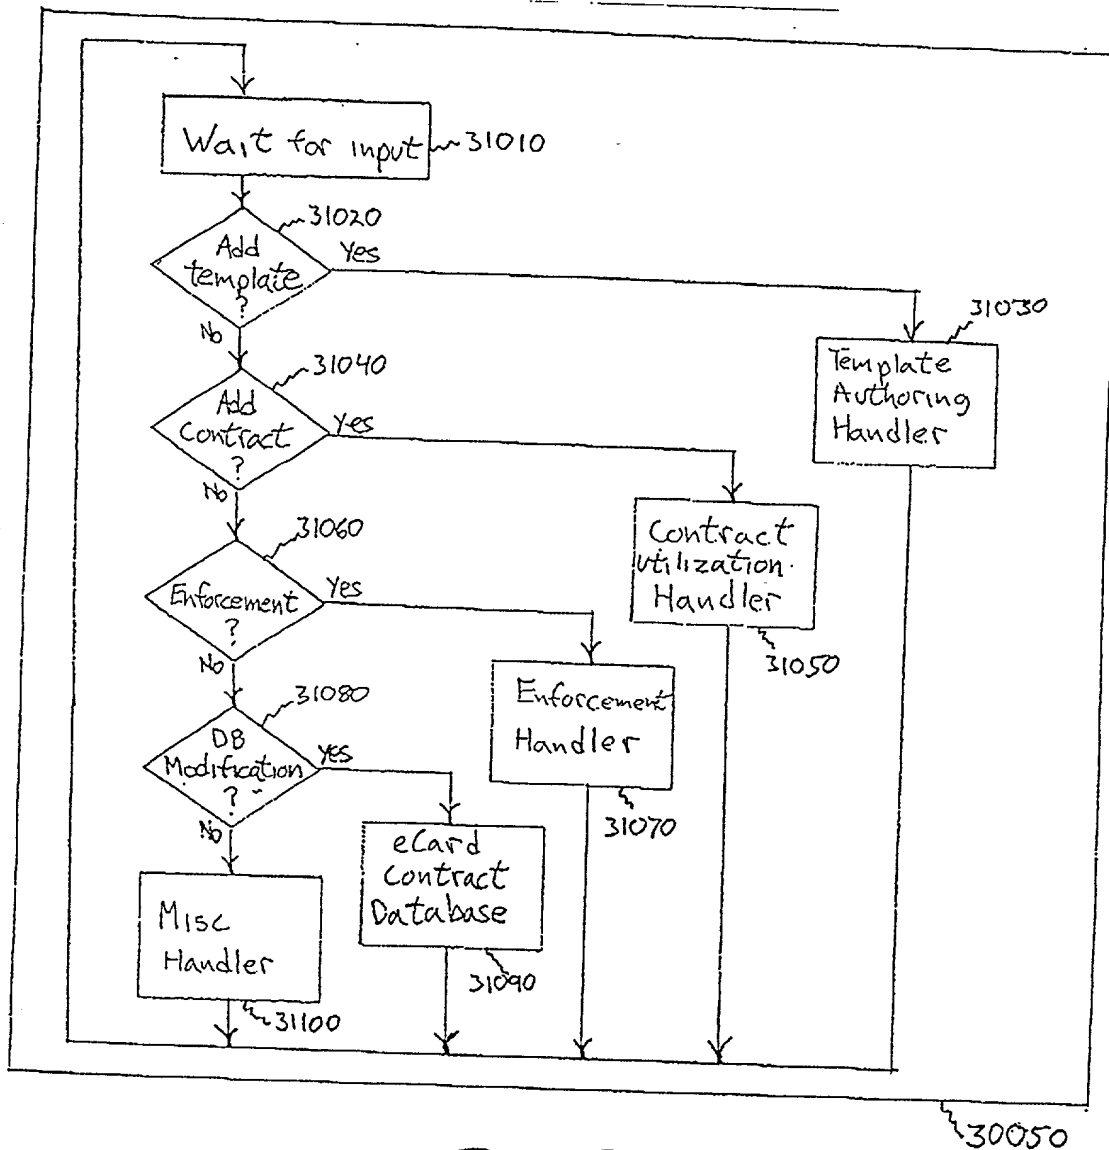 Wait for input
31010
31020
Add
template
?
Yes
No
31030
Template
Authoring
Handler
31040
Add
Contract
?
Yes
No
Contract
Utilization
Handler
31050
31060
Enforcement
?
Yes
No
Enforcement
Handler
31070
31080
DB
Modification
?
Yes
No
eCard
Contract
Database
31090
Misc
Handler
31100
30050